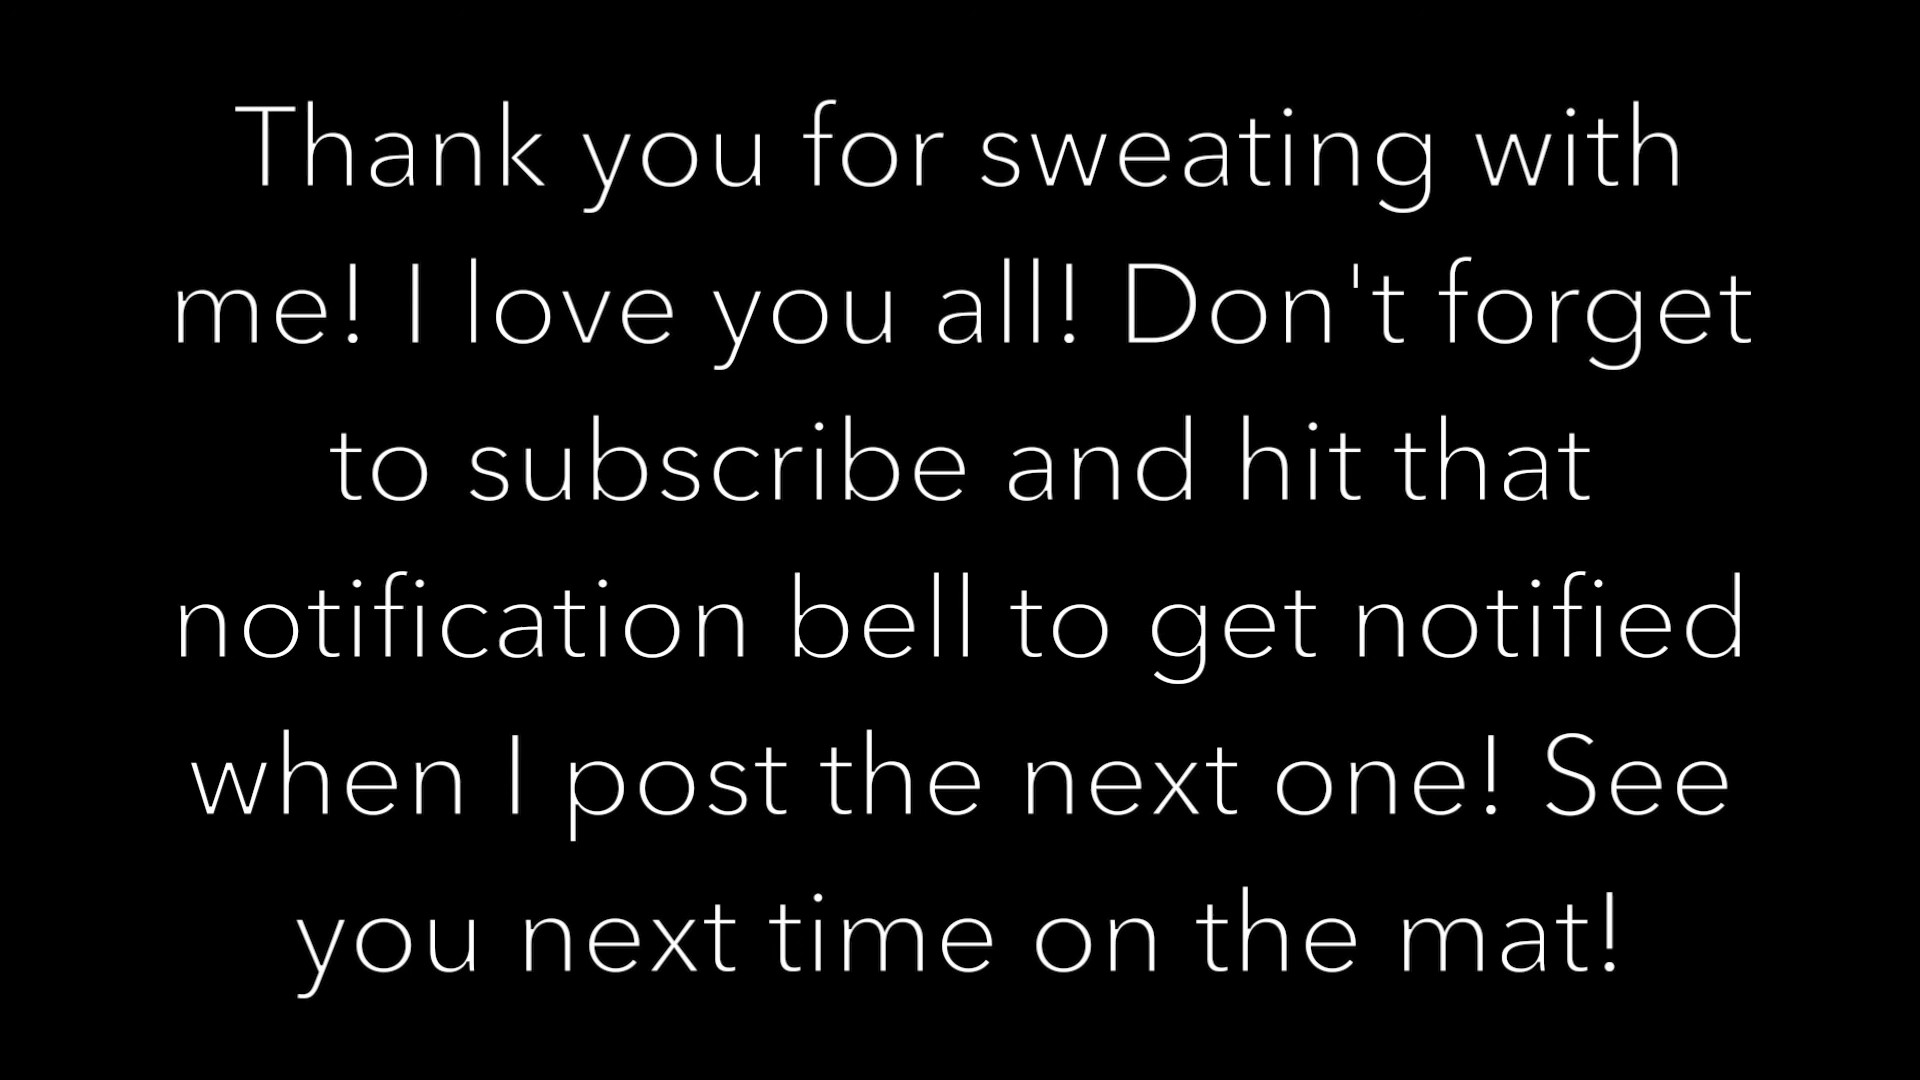 Thank you for sweating with
me! I love you all! Don't forget
to subscribe and hit that
notification bell to get notified
when I post the next one! See
you next time on the mat!